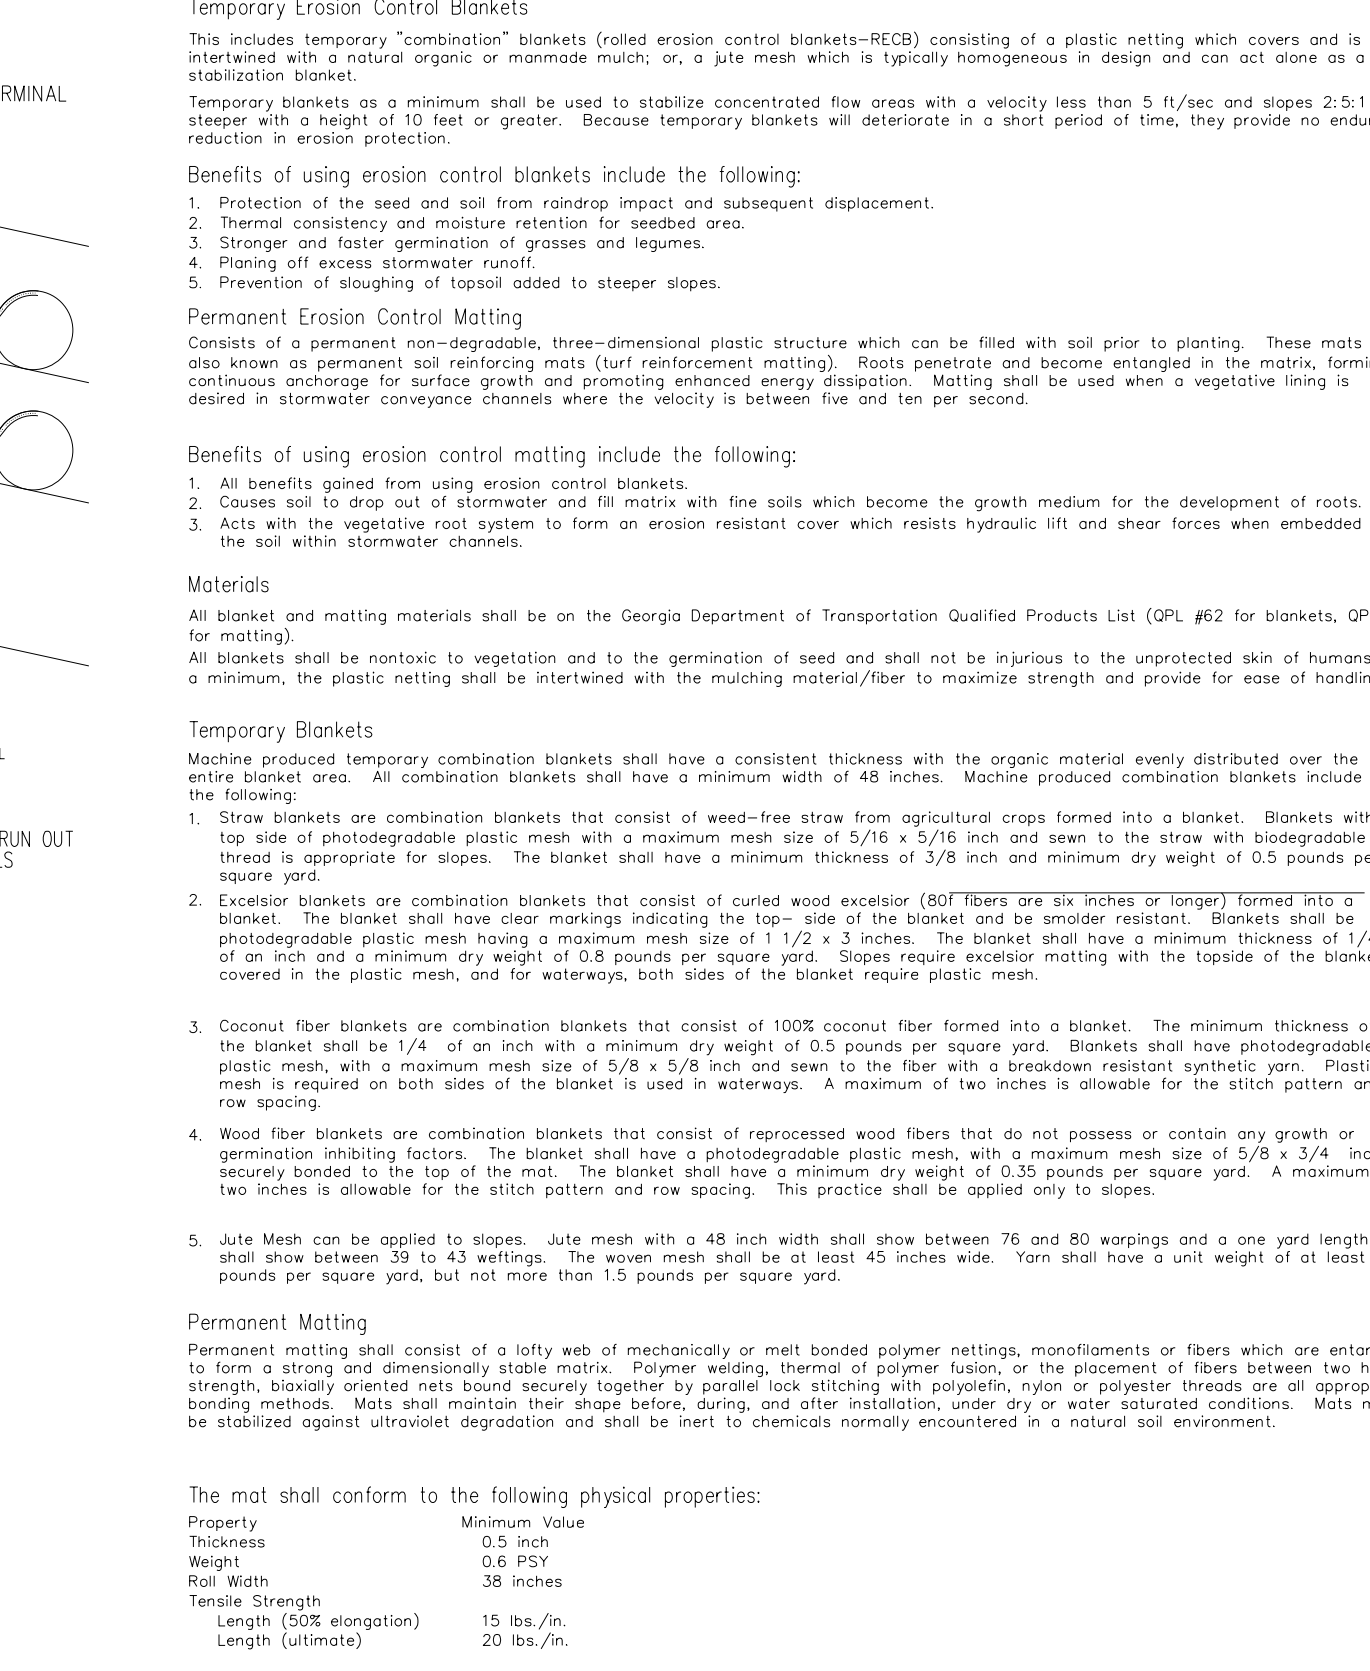 Temporary Erosion Control Blankets
This includes temporary "combination" blankets (rolled erosion control blankets-RECB) consisting of a plastic netting which covers and is
intertwined with a natural organic or manmade mulch; or, a jute mesh which is typically homogeneous in design and can act alone as a
stabilization blanket.
RMINAL
Temporary blankets as a minimum shall be used to stabilize concentrated flow areas with a velocity less than 5 ft/sec and slopes 2:5:1
steeper with a height of 10 feet or greater. Because temporary blankets will deteriorate in a short period of time, they provide no
reduction in erosion protection.
Benefits of using erosion control blankets include the following:
1. Protection of the seed and soil from raindrop impact and subsequent displacement.
2. Thermal consistency and moisture retention for seedbed area.
3. Stronger and faster germination of grasses and legumes.
4. Planing off excess stormwater runoff.
5. Prevention of sloughing of topsoil added to steeper slopes.
Permanent Erosion Control Matting
Consists of a permanent non-degradable, three-dimensional plastic structure which can be filled with soil prior to planting. These mats
also known as permanent soil reinforcing mats (turf reinforcement matting). Roots penetrate and become entangled in the matrix,
continuous anchorage for surface growth and promoting enhanced energy dissipation. Matting shall be used when a vegetative lining is
desired in stormwater conveyance channels where the velocity is between five and ten per second.
Benefits of using erosion control matting include the following:
1. All benefits gained from using erosion control blankets.
2. Causes soil to drop out of stormwater and fill matrix with fine soils which become the growth medium for the development of roots.
3. Acts with the vegetative root system to form an erosion resistant cover which resists hydraulic lift and shear forces when embedded
the soil within stormwater channels.
Materials
All blanket and matting materials shall be on the Georgia Department of Transportation Qualified Products List (QPL #62 for blankets,
for matting).
All blankets shall be nontoxic to vegetation and to the germination of seed and shall not be injurious to the unprotected skin of humans
a minimum, the plastic netting shall be intertwined with the mulching material/fiber to maximize strength and provide for ease of
Temporary Blankets
Machine produced temporary combination blankets shall have a consistent thickness with the organic material evenly distributed over the
entire blanket area. All combination blankets shall have a minimum width of 48 inches. Machine produced combination blankets include
the following:
1. Straw blankets are combination blankets that consist of weed-free straw from agricultural crops formed into a blanket. Blankets with
top side of photodegradable plastic mesh with a maximum mesh size of 5/16 x 5/16 inch and sewn to the straw with biodegradable
thread is appropriate for slopes. The blanket shall have a minimum thickness of 3/8 inch and minimum dry weight of 0.5 pounds
square yard.
RUN OUT
LS
2. Excelsior blankets are combination blankets that consist of curled wood excelsior (80f fibers are six inches or longer) formed into a
blanket. The blanket shall have clear markings indicating the top- side of the blanket and be smolder resistant. Blankets shall be
photodegradable plastic mesh having a maximum mesh size of 1 1/2 x 3 inches. The blanket shall have a minimum thickness of 1/4
of an inch and a minimum dry weight of 0.8 pounds per square yard. Slopes require excelsior matting with the topside of the
covered in the plastic mesh, and for waterways, both sides of the blanket require plastic mesh.
3. Coconut fiber blankets are combination blankets that consist of 100% coconut fiber formed into a blanket. The minimum thickness
the blanket shall be 1/4 of an inch with a minimum dry weight of 0.5 pounds per square yard. Blankets shall have photodegradable
plastic mesh, with a maximum mesh size of 5/8 x 5/8 inch and sewn to the fiber with a breakdown resistant synthetic yarn.
mesh is required on both sides of the blanket is used in waterways. A maximum of two inches is allowable for the stitch pattern
row spacing.
4. Wood fiber blankets are combination blankets that consist of reprocessed wood fibers that do not possess or contain any growth or
germination inhibiting factors. The blanket shall have a photodegradable plastic mesh, with a maximum mesh size of 5/8 x 3/4
securely bonded to the top of the mat. The blanket shall have a minimum dry weight of 0.35 pounds per square yard. A maximum
two inches is allowable for the stitch pattern and row spacing. This practice shall be applied only to slopes.
5. Jute Mesh can be applied to slopes. Jute mesh with a 48 inch width shall show between 76 and 80 warpings and a one yard length
shall show between 39 to 43 weftings. The woven mesh shall be at least 45 inches wide. Yarn shall have a unit weight of at least
pounds per square yard, but not more than 1.5 pounds per square yard.
Permanent Matting
Permanent matting shall consist of a lofty web of mechanically or melt bonded polymer nettings, monofilaments or fibers which are
to form a strong and dimensionally stable matrix. Polymer welding, thermal of polymer fusion, or the placement of fibers between two
strength, biaxially oriented nets bound securely together by parallel lock stitching with polyolefin, nylon or polyester threads are all
bonding methods. Mats shall maintain their shape before, during, and after installation, under dry or water saturated conditions. Mats
be stabilized against ultraviolet degradation and shall be inert to chemicals normally encountered in a natural soil environment.
The mat shall conform to the following physical properties:
Property Minimum Value
Thickness 0.5 inch
Weight 0.6 PSY
Roll Width 38 inches
Tensile Strength
Length (50% elongation) 15 lbs./in.
Length (ultimate) 20 lbs./in.